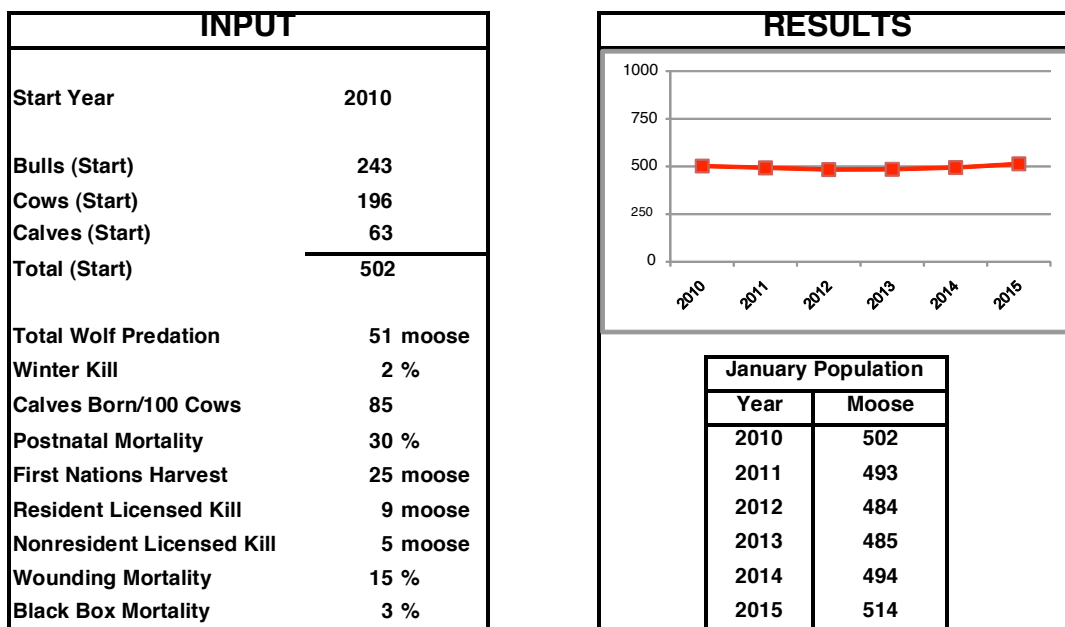 INPUT
Start Year 2010
Bulls (Start) 243
Cows (Start) 196
Calves (Start) 63
Total (Start) 502
Total Wolf Predation 51 moose
Winter Kill 2 %
Calves Born/100 Cows 85
Postnatal Mortality 30 %
First Nations Harvest 25 moose
Resident Licensed Kill 9 moose
Nonresident Licensed Kill 5 moose
Wounding Mortality 15 %
Black Box Mortality 3 %
RESULTS
1000
750
500
250
0
2010 2011 2012 2013 2014 2015
January Population
Year Moose
2010 502
2011 493
2012 484
2013 485
2014 494
2015 514